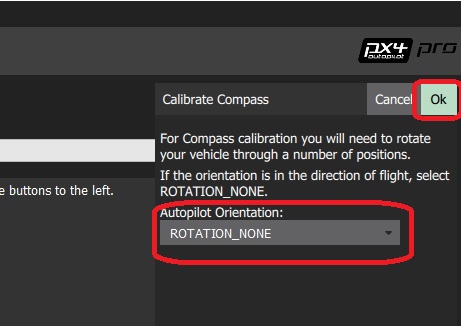 px4 pro
autopilot
Calibrate Compass
Cancel
Ok
For Compass calibration you will need to rotate
your vehicle through a number of positions.
e buttons to the left.
If the orientation is in the direction of flight, select
ROTATION_NONE.
Autopilot Orientation:
ROTATION_NONE